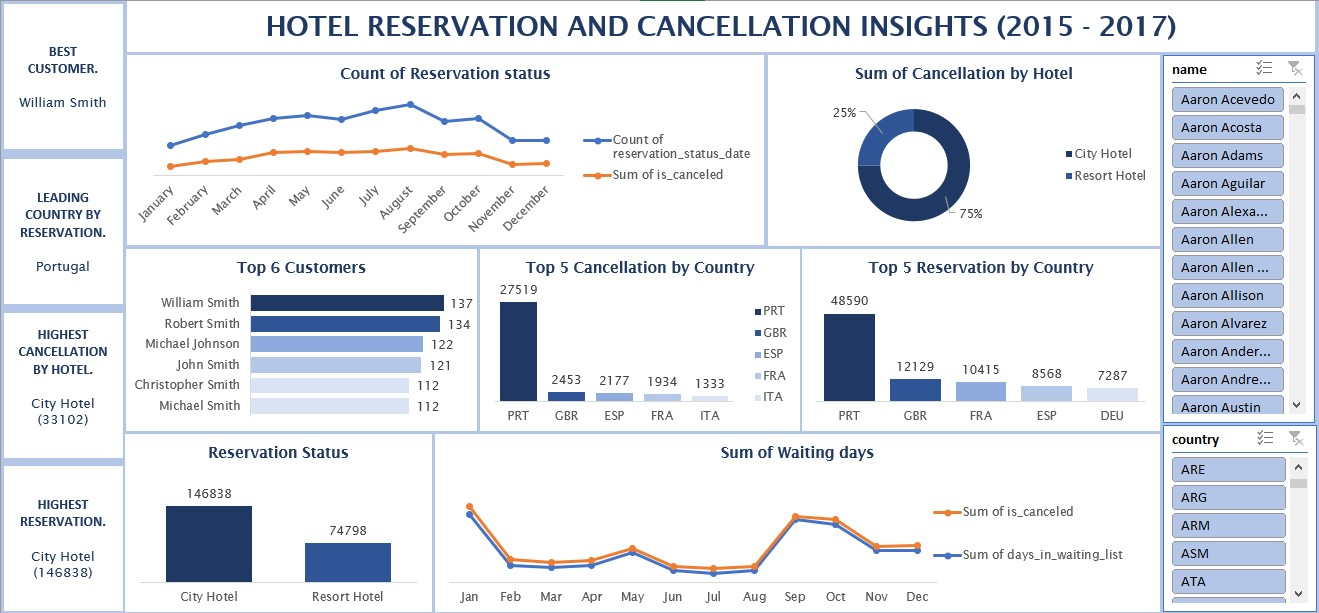 HOTEL RESERVATION AND CANCELLATION INSIGHTS (2015 - 2017)
BEST
CUSTOMER.
William Smith
LEADING
COUNTRY BY
RESERVATION.
Portugal
HIGHEST
CANCELLATION
BY HOTEL.
City Hotel
(33102)
HIGHEST
RESERVATION.
City Hotel
(146838)
Count of Reservation status
Count of
reservation_status_date
Sum of is_canceled
January
February
March
April
May
June
July
August
September
October
November
December
Sum of Cancellation by Hotel
25%
75%
City Hotel
Resort Hotel
Top 6 Customers
William Smith 137
Robert Smith 134
Michael Johnson 122
John Smith 121
Christopher Smith 112
Michael Smith 112
Top 5 Cancellation by Country
27519
2453
2177
1934
1333
PRT
GBR
ESP
FRA
ITA
PRT
GBR
ESP
FRA
ITA
Top 5 Reservation by Country
48590
12129
10415
8568
7287
PRT
GBR
FRA
ESP
DEU
Reservation Status
146838
74798
City Hotel
Resort Hotel
Sum of Waiting days
Sum of is_canceled
Sum of days_in_waiting_list
Jan
Feb
Mar
Apr
May
Jun
Jul
Aug
Sep
Oct
Nov
Dec
name
Aaron Acevedo
Aaron Acosta
Aaron Adams
Aaron Aguilar
Aaron Alexa...
Aaron Allen
Aaron Allen ...
Aaron Allison
Aaron Alvarez
Aaron Ander...
Aaron Andre...
Aaron Austin
country
ARE
ARG
ARM
ASM
ATA